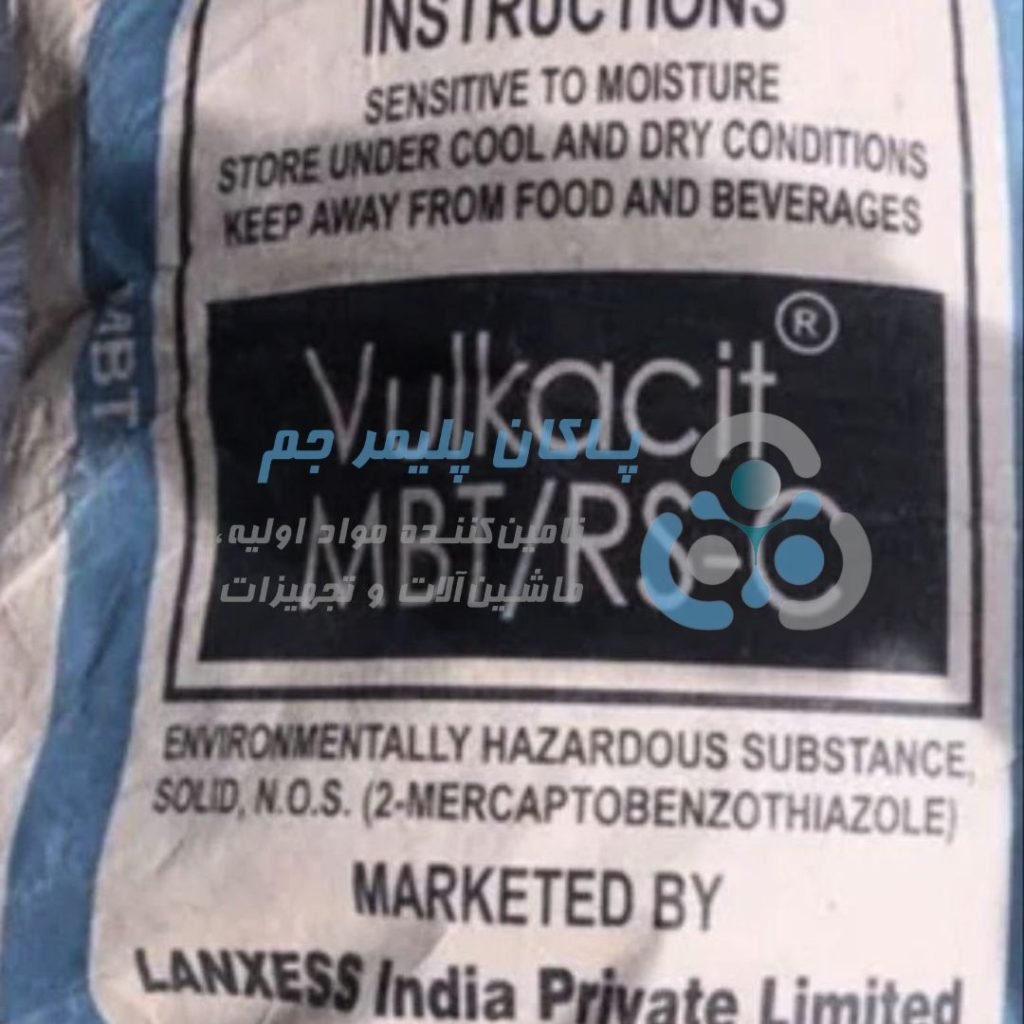 INSTRUCTIONS
SENSITIVE TO MOISTURE
STORE UNDER COOL AND DRY CONDITIONS
KEEP AWAY FROM FOOD AND BEVERAGES
MBT
Vulkacit®
پاکان پلیمر جم
MBT/RS-O
تامین‌کننده مواد اولیه،
ماشین‌آلات و تجهیزات
ENVIRONMENTALLY HAZARDOUS SUBSTANCE,
SOLID, N.O.S. (2-MERCAPTOBENZOTHIAZOLE)
MARKETED BY
LANXESS India Private Limited